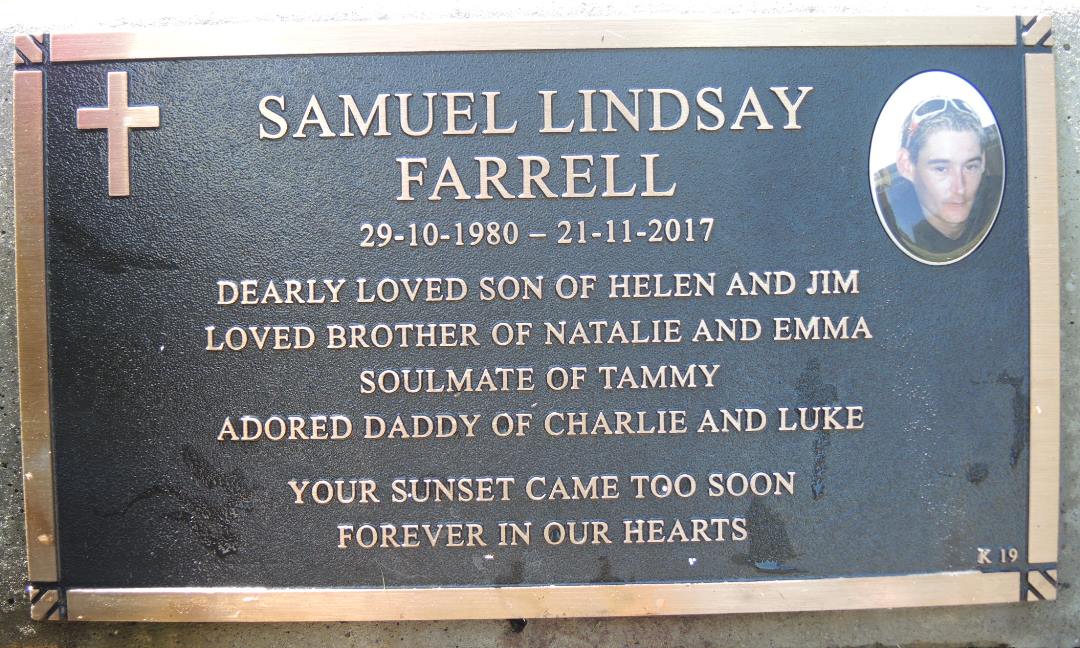 SAMUEL LINDSAY
FARRELL
29-10-1980 – 21-11-2017
DEARLY LOVED SON OF HELEN AND JIM
LOVED BROTHER OF NATALIE AND EMMA
SOULMATE OF TAMMY
ADORED DADDY OF CHARLIE AND LUKE
YOUR SUNSET CAME TOO SOON
FOREVER IN OUR HEARTS
K 19